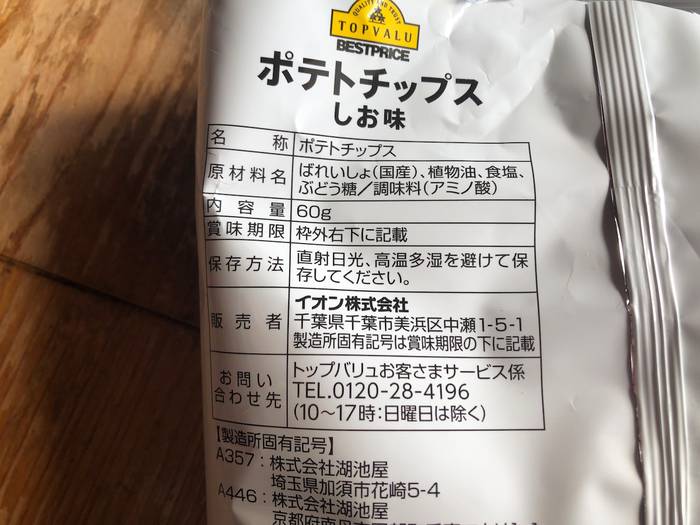 QUALITY AND TRUST
TOPVALU
BESTPRICE
ポテトチップス
しお味
名称 ポテトチップス
原材料名 ばれいしょ(国産)、植物油、食塩、
ぶどう糖/調味料(アミノ酸)
内容量 60g
賞味期限 枠外右下に記載
保存方法 直射日光、高温多湿を避けて保
存してください。
販売者 イオン株式会社
千葉県千葉市美浜区中瀬1-5-1
製造所固有記号は賞味期限の下に記載
お問い
合わせ先
トップバリュお客さまサービス係
TEL.0120-28-4196
(10~17時:日曜日は除く)
【製造所固有記号】
A357:株式会社湖池屋
埼玉県加須市花崎5-4
A446:株式会社湖池屋
京都府南丹市